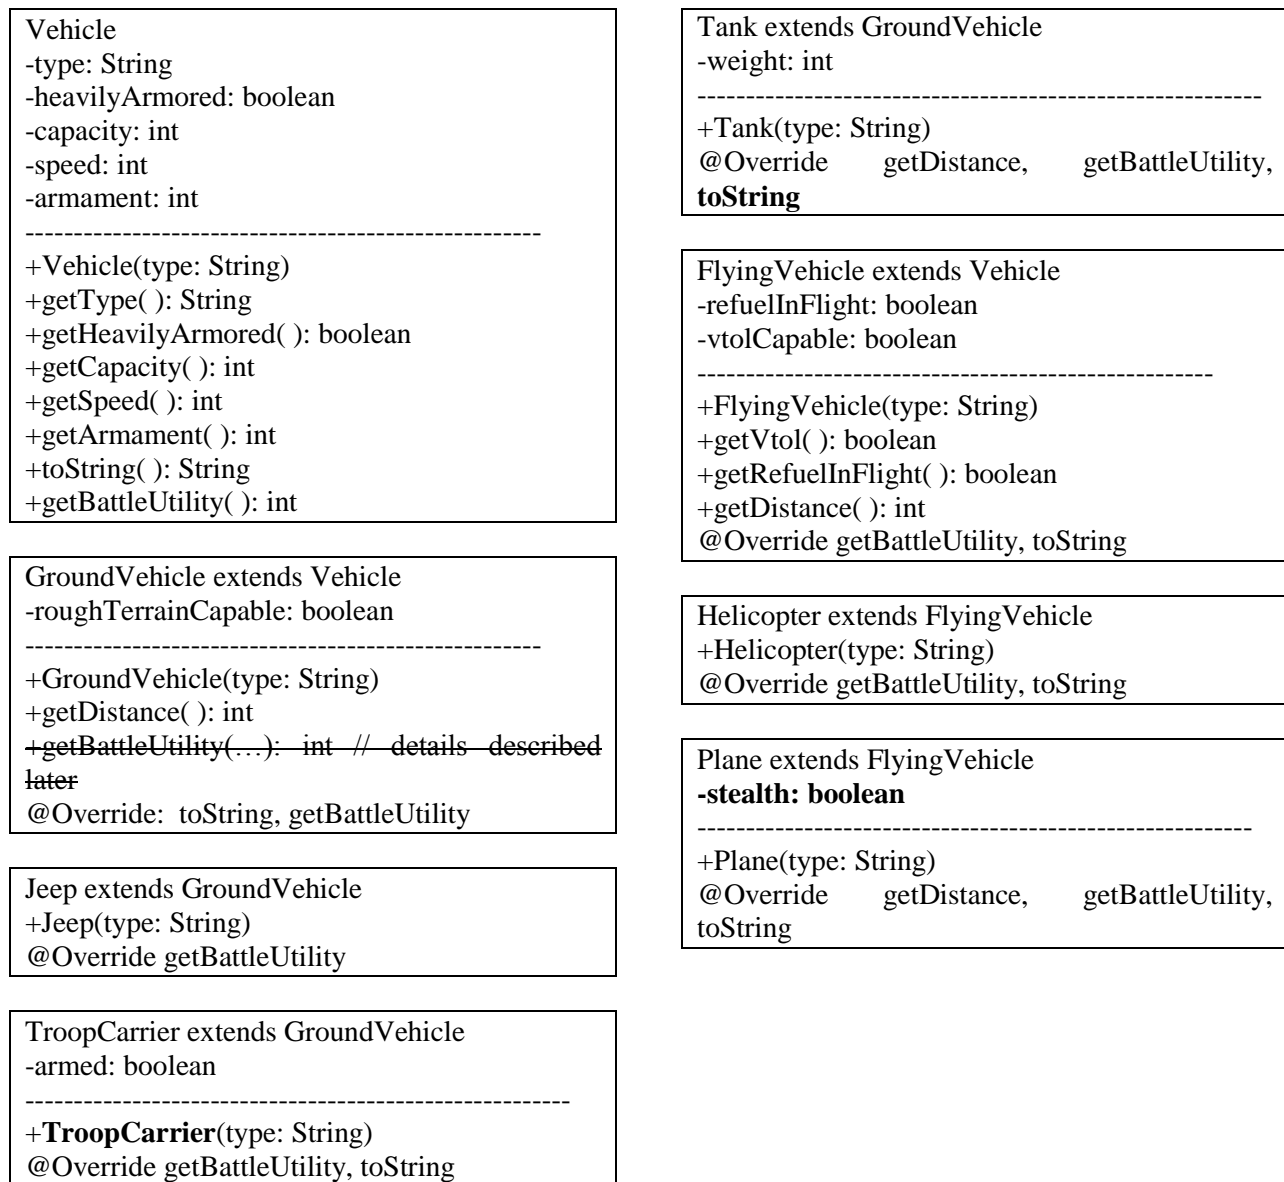 Vehicle
-type: String
-heavilyArmored: boolean
-capacity: int
-speed: int
-armament: int
-----------------------------------------------------
+Vehicle(type: String)
+getType( ): String
+getHeavilyArmored( ): boolean
+getCapacity( ): int
+getSpeed( ): int
+getArmament( ): int
+toString( ): String
+getBattleUtility( ): int
GroundVehicle extends Vehicle
-roughTerrainCapable: boolean
-----------------------------------------------------
+GroundVehicle(type: String)
+getDistance( ): int
+getBattleUtility(…): int // details described
later
@Override: toString, getBattleUtility
Jeep extends GroundVehicle
+Jeep(type: String)
@Override getBattleUtility
TroopCarrier extends GroundVehicle
-armed: boolean
--------------------------------------------------------
+TroopCarrier(type: String)
@Override getBattleUtility, toString
Tank extends GroundVehicle
-weight: int
----------------------------------------------------------
+Tank(type: String)
@Override getDistance, getBattleUtility,
toString
FlyingVehicle extends Vehicle
-refuelInFlight: boolean
-vtolCapable: boolean
-----------------------------------------------------
+FlyingVehicle(type: String)
+getVtol( ): boolean
+getRefuelInFlight( ): boolean
+getDistance( ): int
@Override getBattleUtility, toString
Helicopter extends FlyingVehicle
+Helicopter(type: String)
@Override getBattleUtility, toString
Plane extends FlyingVehicle
-stealth: boolean
---------------------------------------------------------
+Plane(type: String)
@Override getDistance, getBattleUtility,
toString